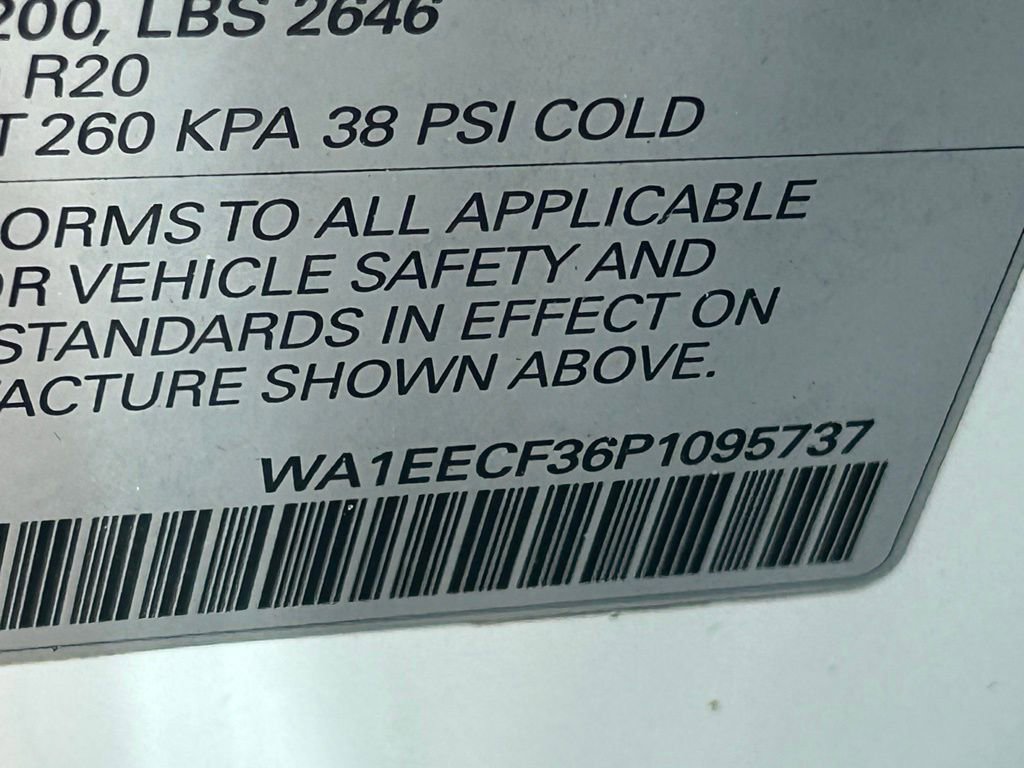 200, LBS 2646
R20
T 260 KPA 38 PSI COLD
ORMS TO ALL APPLICABLE
OR VEHICLE SAFETY AND
STANDARDS IN EFFECT ON
ACTURE SHOWN ABOVE.
WA1EECF36P1095737